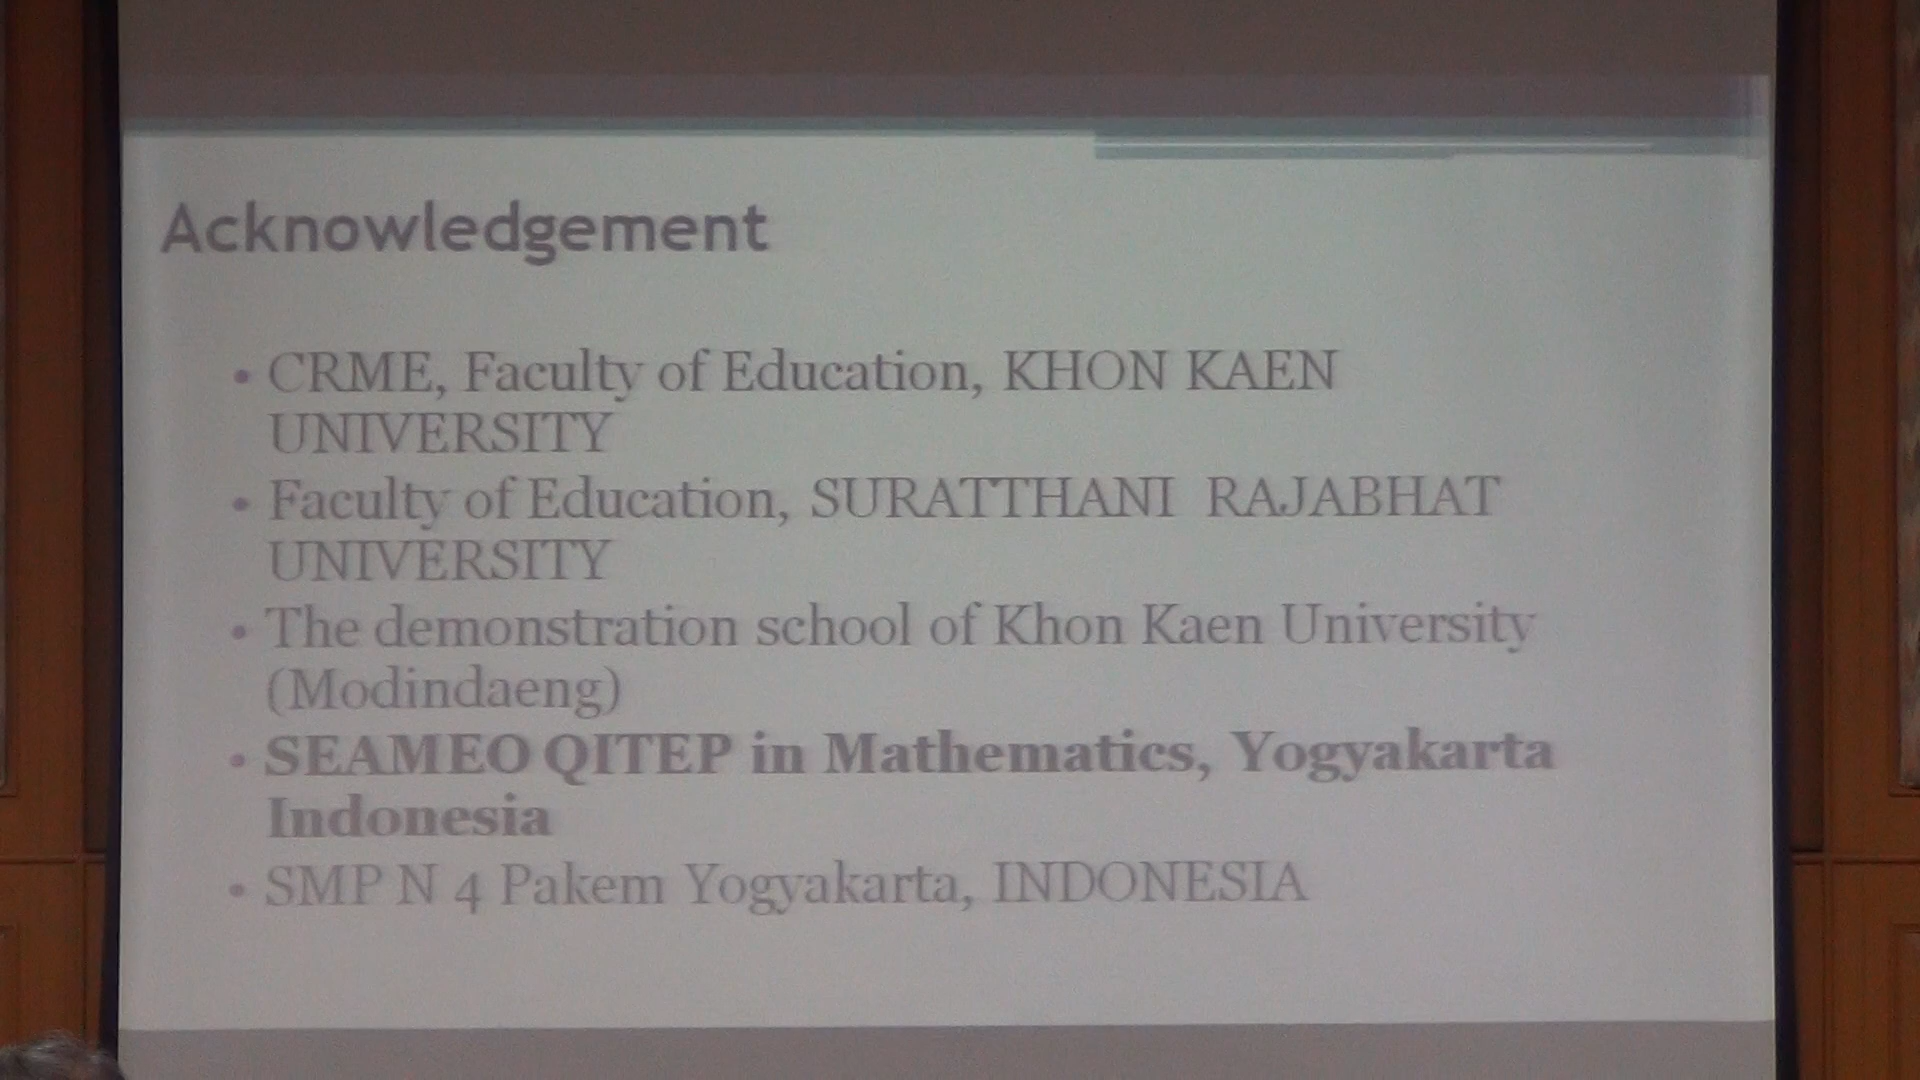 Acknowledgement
• CRME, Faculty of Education, KHON KAEN
UNIVERSITY
• Faculty of Education, SURATTHANI RAJABHAT
UNIVERSITY
• The demonstration school of Khon Kaen University
(Modindaeng)
• SEAMEO QITEP in Mathematics, Yogyakarta
Indonesia
• SMP N 4 Pakem Yogyakarta, INDONESIA